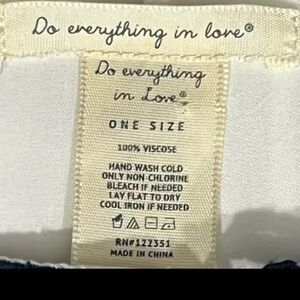 Do everything in love®
Do everything
in Love®
ONE SIZE
100% VISCOSE
HAND WASH COLD
ONLY NON-CHLORINE
BLEACH IF NEEDED
LAY FLAT TO DRY
COOL IRON IF NEEDED
RN#122351
MADE IN CHINA